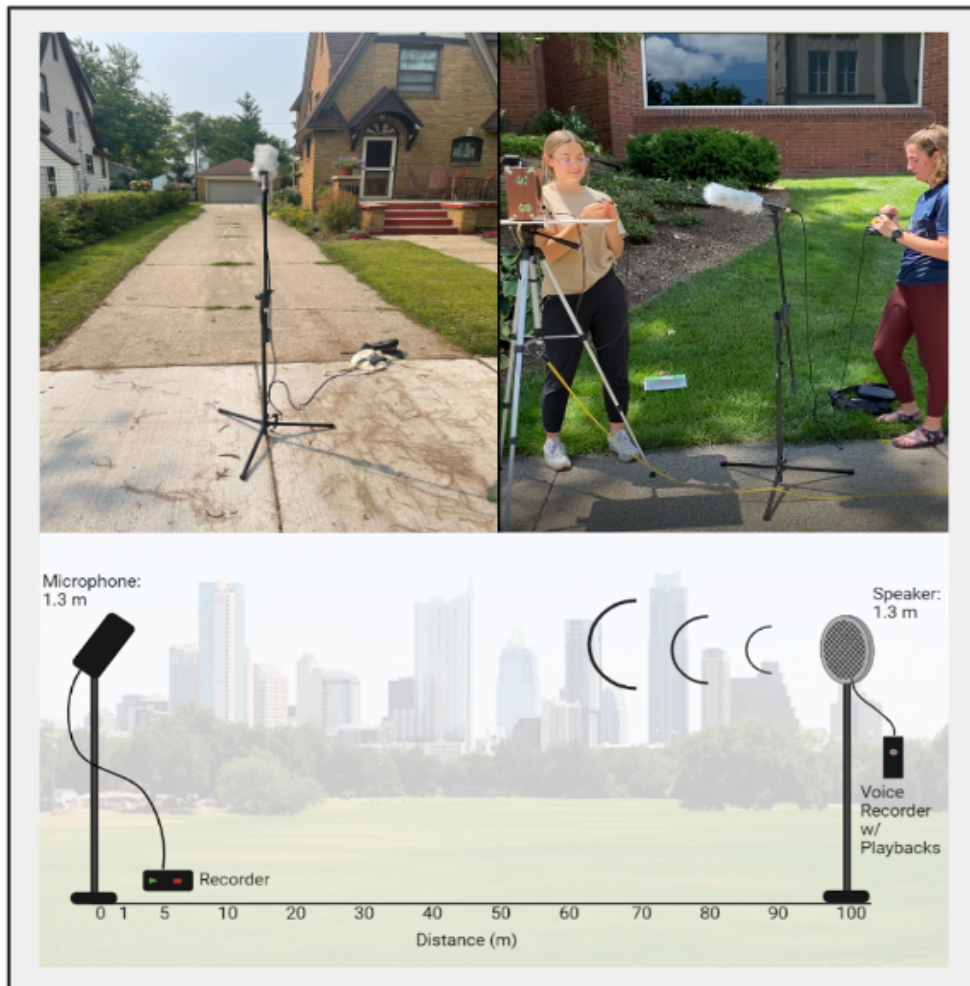 Microphone:
1.3 m
Speaker:
1.3 m
Voice
Recorder
w/
Playbacks
Recorder
0 1 5 10 20 30 40 50 60 70 80 90 100
Distance (m)